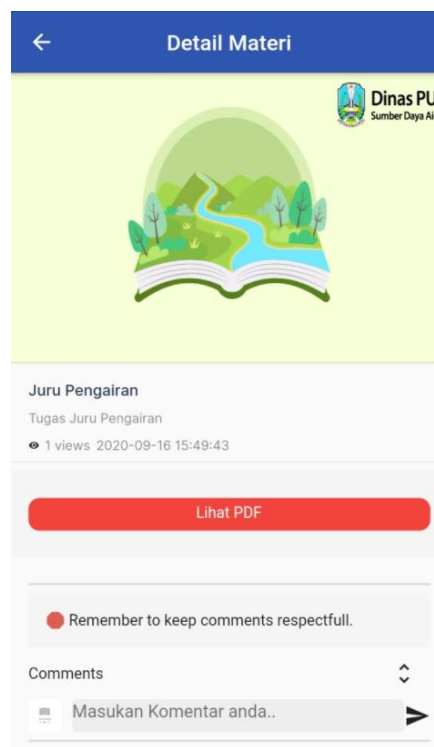 Detail Materi
Dinas PU
Sumber Daya Ai
Juru Pengairan
Tugas Juru Pengairan
1 views 2020-09-16 15:49:43
Lihat PDF
Remember to keep comments respectfull.
Comments
Masukan Komentar anda..